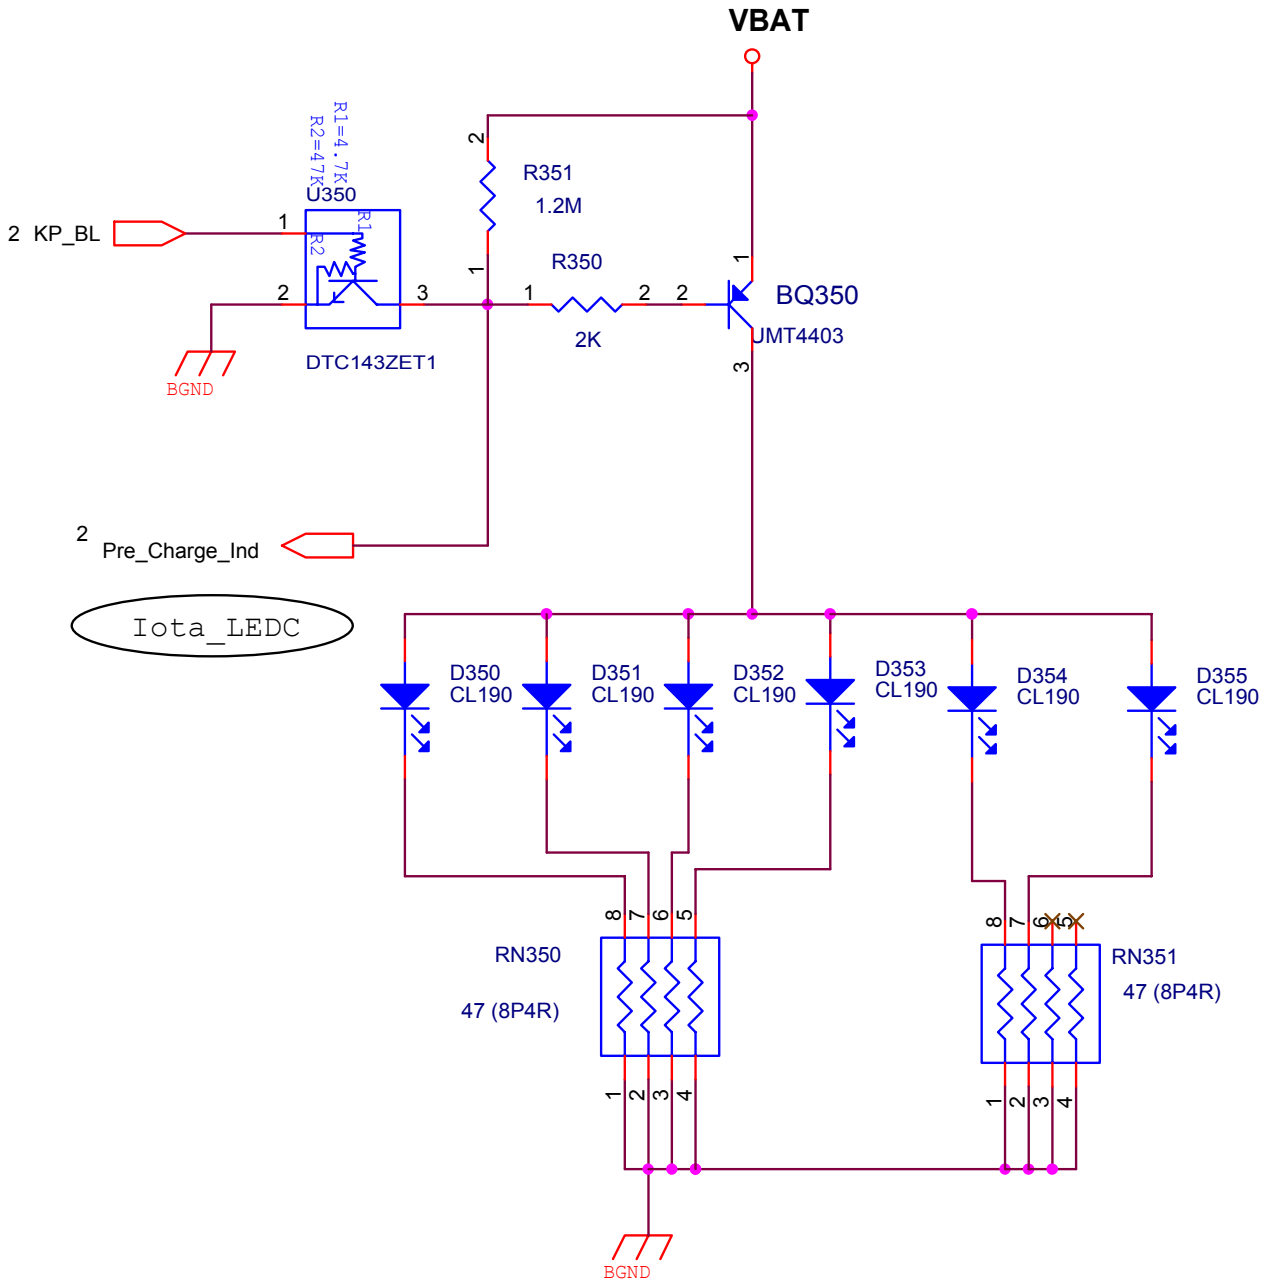 VBAT
R1=4.7K
R2=47K
U350
2
R351
1.2M
1
R1
R2
2 KP_BL
1
R350
1
2
3
1
2
2
BQ350
2K
UMT4403
DTC143ZET1
3
BGND
2
Pre_Charge_Ind
Iota_LEDC
D350
CL190
D351
CL190
D352
CL190
D353
CL190
D354
CL190
D355
CL190
8 7 6 5
8 7 6 5
RN350
47 (8P4R)
RN351
47 (8P4R)
1 2 3 4
1 2 3 4
BGND